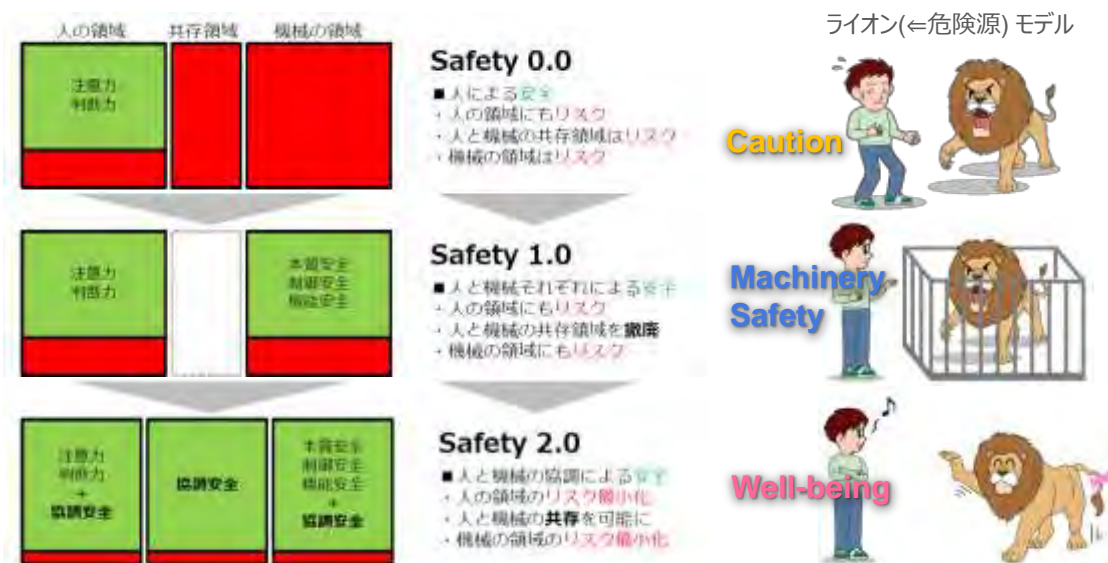 人の領域 共存領域 機械の領域
ライオン(⇐危険源) モデル
注意力
判断力
Safety 0.0
■人による安全
・人の領域にもリスク
・人と機械の共存領域はリスク
・機械の領域はリスク
Caution
注意力
判断力
本質安全
制御安全
機能安全
Safety 1.0
■人と機械それぞれによる安全
・人の領域にもリスク
・人と機械の共存領域を撤廃
・機械の領域にもリスク
Machinery
Safety
注意力
判断力
+
協調安全
協調安全
本質安全
制御安全
機能安全
+
協調安全
Safety 2.0
■人と機械の協調による安全
・人の領域のリスク最小化
・人と機械の共存を可能に
・機械の領域のリスク最小化
Well-being